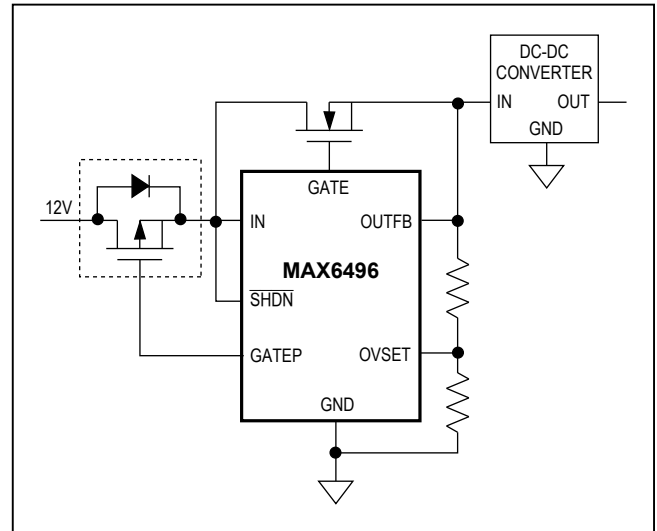 DC-DC
CONVERTER
IN OUT
GND
12V
GATE
IN OUTFB
MAX6496
SHDN
GATEP OVSET
GND